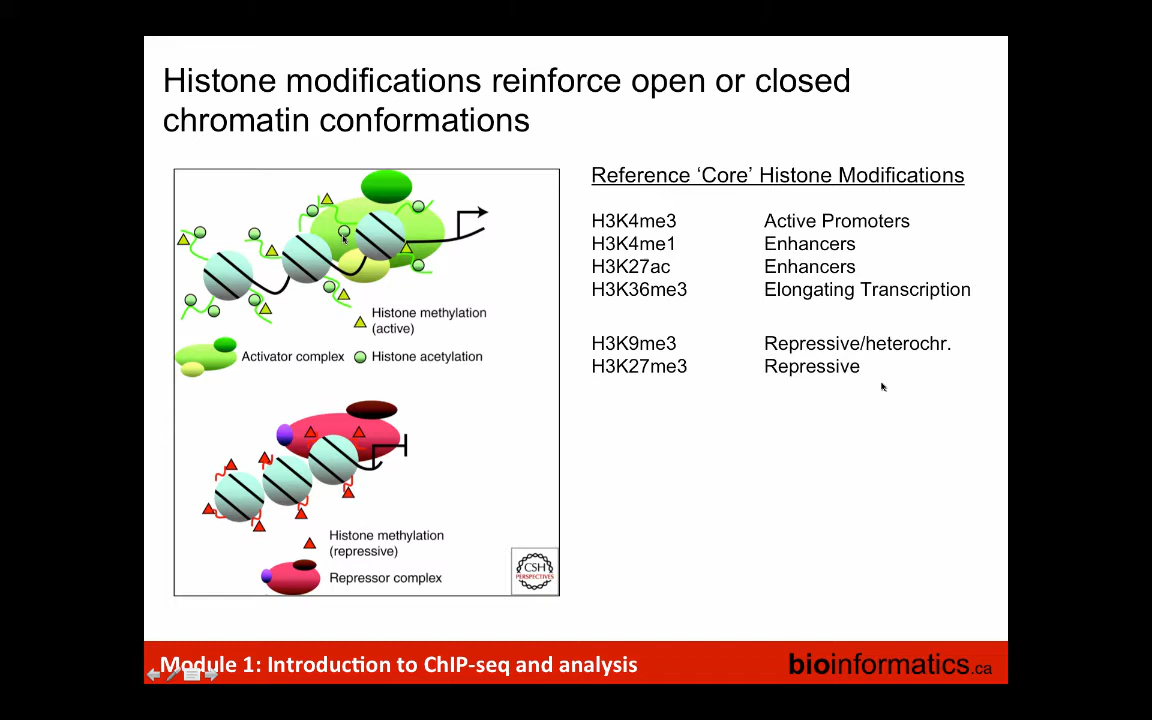 Histone modifications reinforce open or closed
chromatin conformations
Reference ‘Core’ Histone Modifications
H3K4me3 Active Promoters
H3K4me1 Enhancers
H3K27ac Enhancers
H3K36me3 Elongating Transcription
H3K9me3 Repressive/heterochr.
H3K27me3 Repressive
Histone methylation
(active)
Activator complex
Histone acetylation
Histone methylation
(repressive)
Repressor complex
CSH
PERSPECTIVES
Module 1: Introduction to ChIP-seq and analysis
bioinformatics.ca